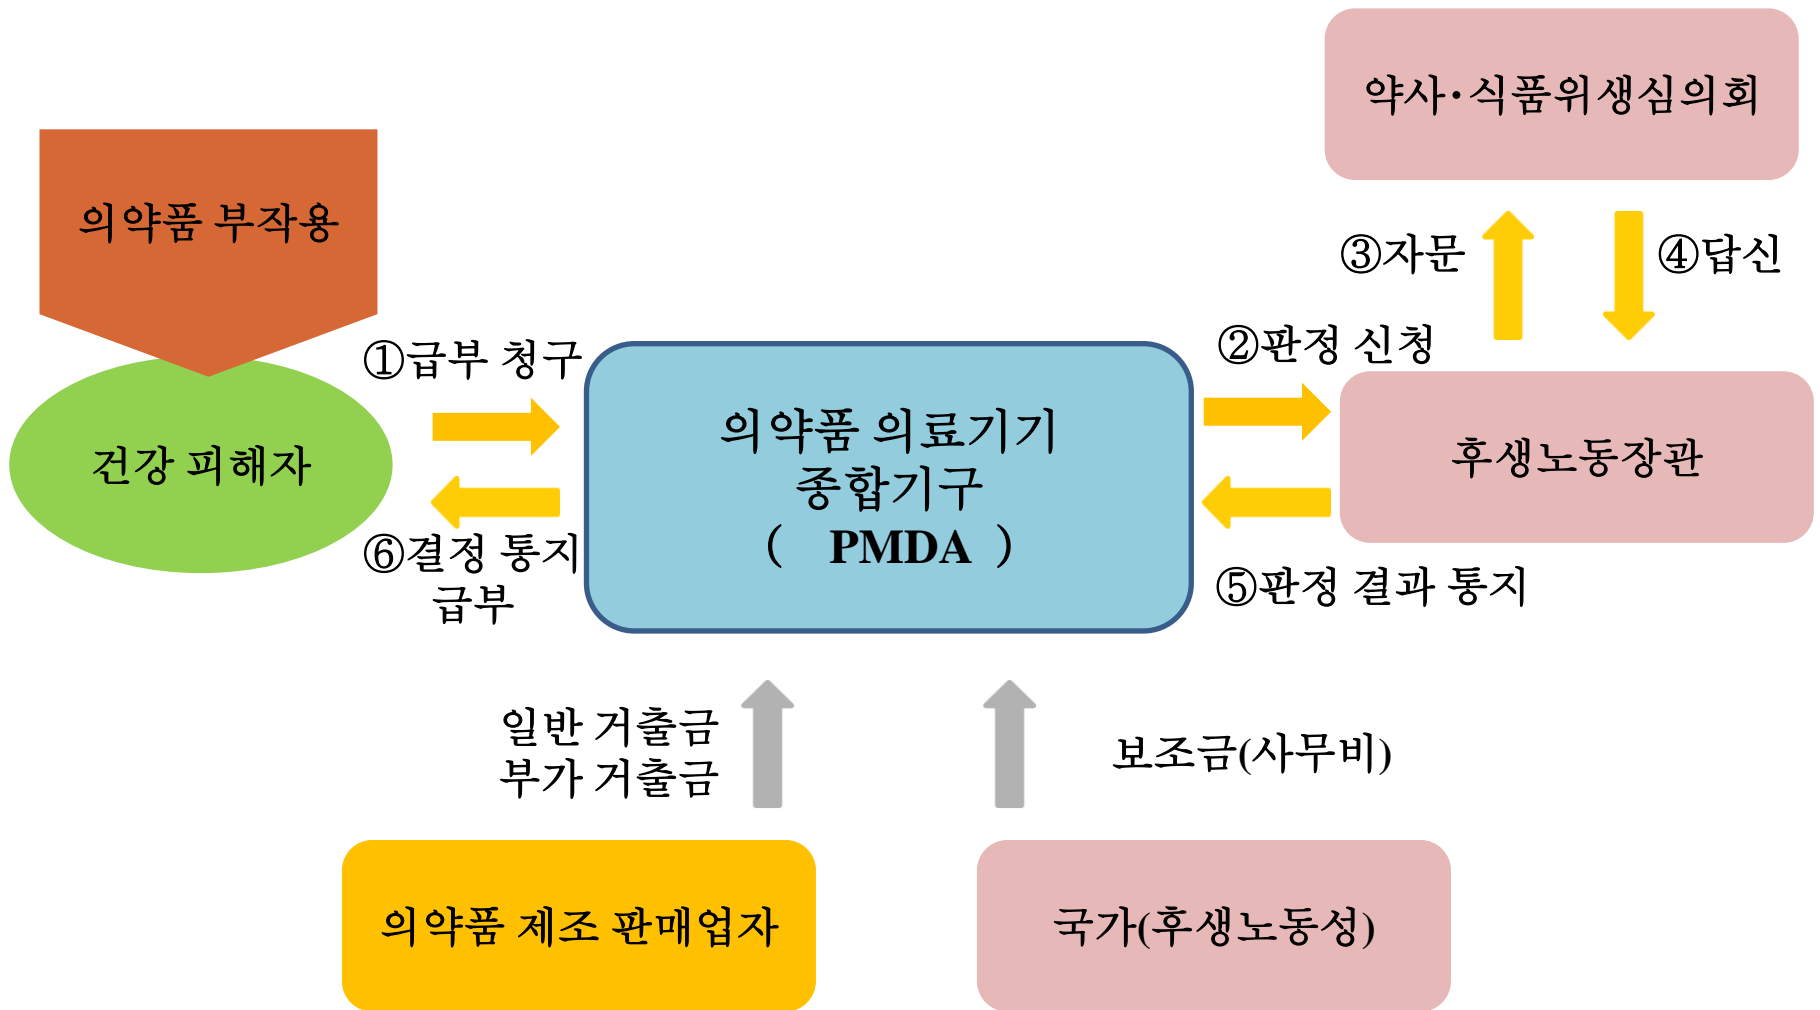 약사·식품위생심의회
의약품 부작용
③자문
④답신
①급부 청구
②판정 신청
건강 피해자
의약품 의료기기
종합기구
( PMDA )
후생노동장관
⑥결정 통지
급부
⑤판정 결과 통지
일반 거출금
부가 거출금
보조금(사무비)
의약품 제조 판매업자
국가(후생노동성)